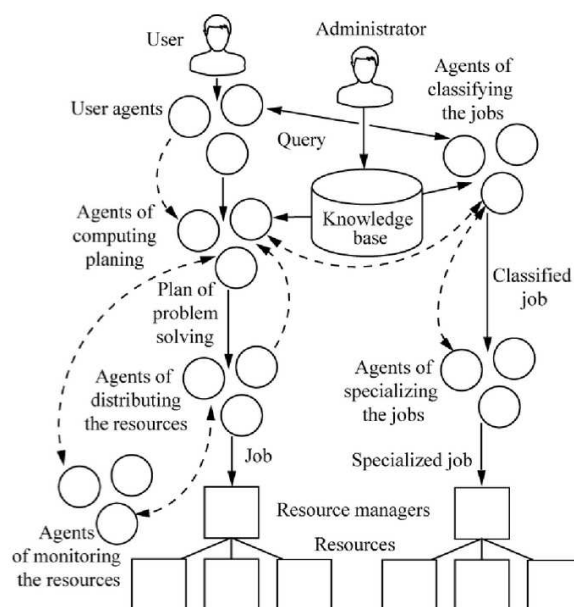 User
Administrator
Agents of
classifying
the jobs
User agents
Query
Knowledge
base
Agents of
computing
planing
Plan of
problem
solving
Classified
job
Agents of
distributing
the resources
Agents of
specializing
the jobs
Job
Specialized job
Resource managers
Resources
Agents
of monitoring
the resources